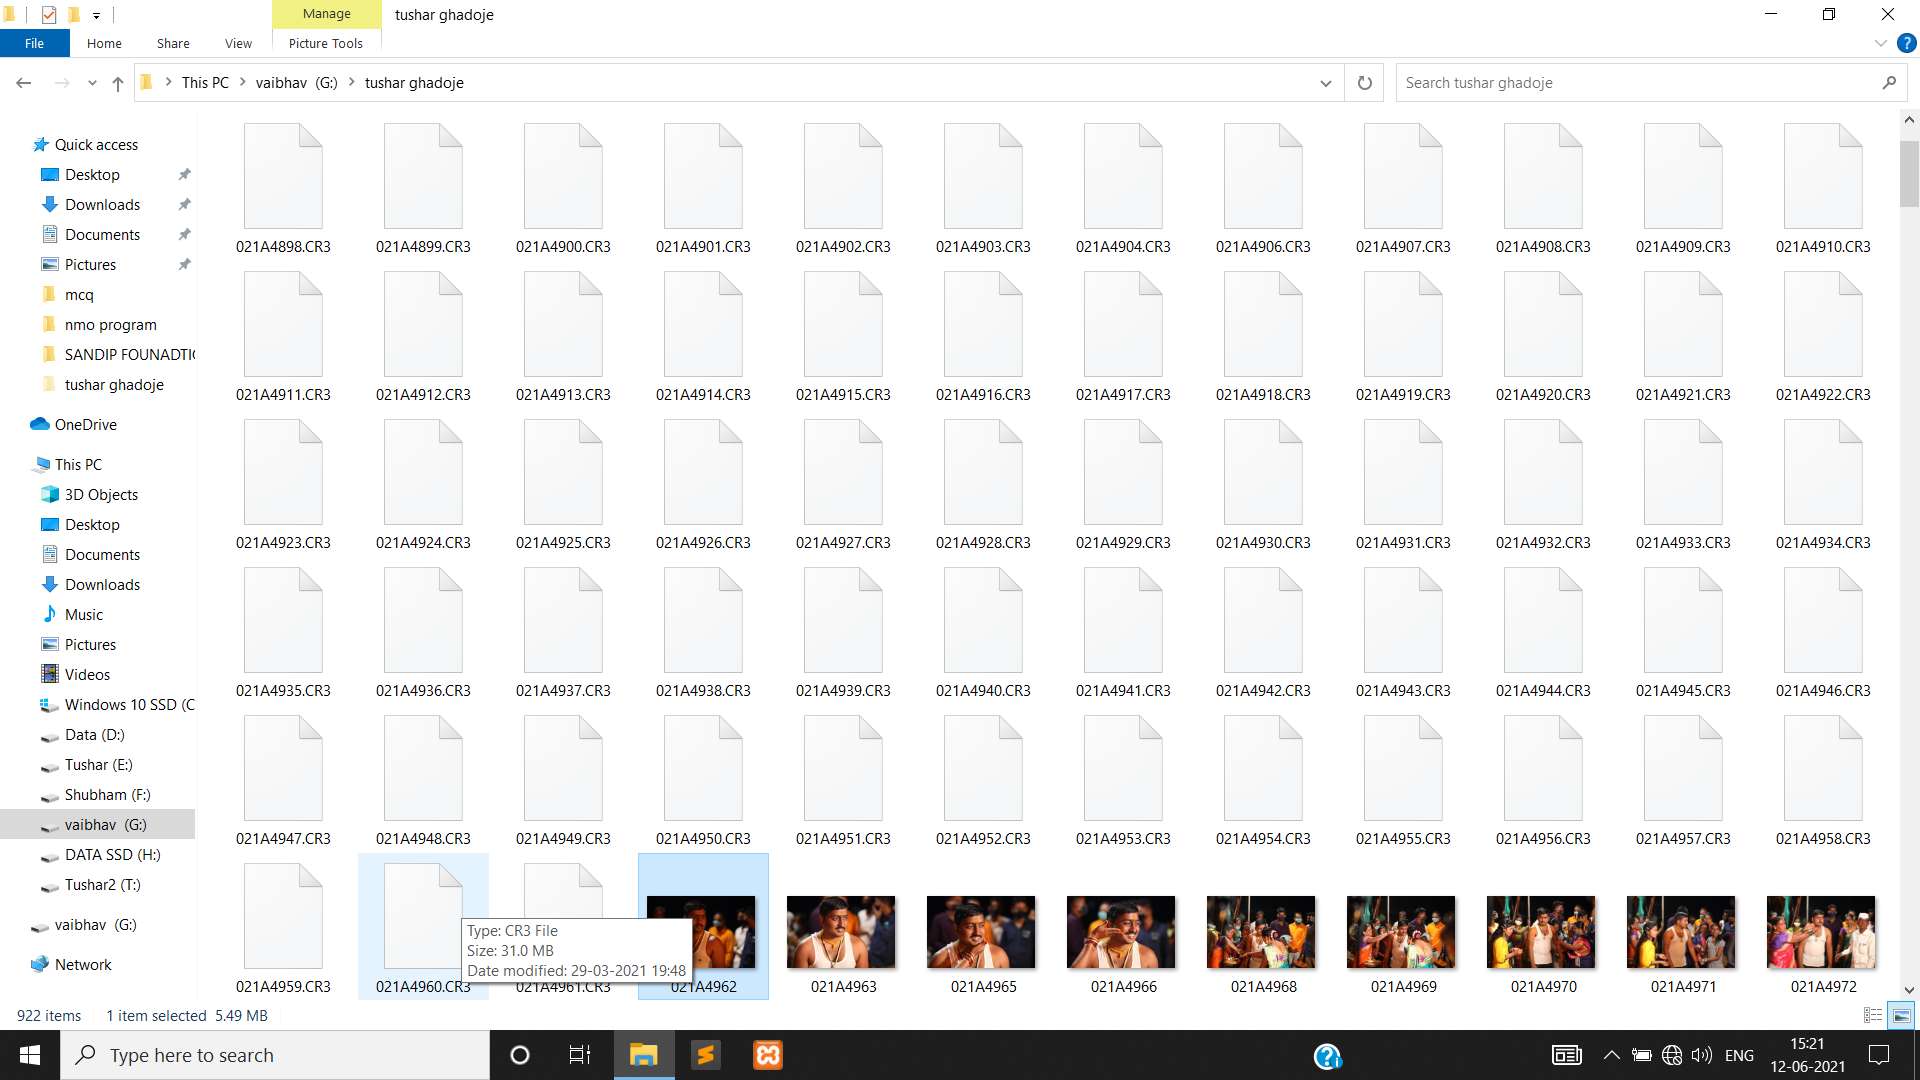 Manage
tushar ghadoje
File
Home
Share
View
Picture Tools
This PC
vaibhav (G:)
tushar ghadoje
Search tushar ghadoje
Quick access
Desktop
Downloads
Documents
Pictures
mcq
nmo program
SANDIP FOUNADTIO
tushar ghadoje
OneDrive
This PC
3D Objects
Desktop
Documents
Downloads
Music
Pictures
Videos
Windows 10 SSD (C
Data (D:)
Tushar (E:)
Shubham (F:)
vaibhav (G:)
DATA SSD (H:)
Tushar2 (T:)
vaibhav (G:)
Network
021A4898.CR3 021A4899.CR3 021A4900.CR3 021A4901.CR3 021A4902.CR3 021A4903.CR3 021A4904.CR3 021A4906.CR3 021A4907.CR3 021A4908.CR3 021A4909.CR3 021A4910.CR3
021A4911.CR3 021A4912.CR3 021A4913.CR3 021A4914.CR3 021A4915.CR3 021A4916.CR3 021A4917.CR3 021A4918.CR3 021A4919.CR3 021A4920.CR3 021A4921.CR3 021A4922.CR3
021A4923.CR3 021A4924.CR3 021A4925.CR3 021A4926.CR3 021A4927.CR3 021A4928.CR3 021A4929.CR3 021A4930.CR3 021A4931.CR3 021A4932.CR3 021A4933.CR3 021A4934.CR3
021A4935.CR3 021A4936.CR3 021A4937.CR3 021A4938.CR3 021A4939.CR3 021A4940.CR3 021A4941.CR3 021A4942.CR3 021A4943.CR3 021A4944.CR3 021A4945.CR3 021A4946.CR3
021A4947.CR3 021A4948.CR3 021A4949.CR3 021A4950.CR3 021A4951.CR3 021A4952.CR3 021A4953.CR3 021A4954.CR3 021A4955.CR3 021A4956.CR3 021A4957.CR3 021A4958.CR3
Type: CR3 File
Size: 31.0 MB
Date modified: 29-03-2021 19:48
021A4959.CR3 021A4960.CR3 021A4961.CR3 021A4962 021A4963 021A4965 021A4966 021A4968 021A4969 021A4970 021A4971 021A4972
922 items 1 item selected 5.49 MB
Type here to search
ENG
15:21
12-06-2021